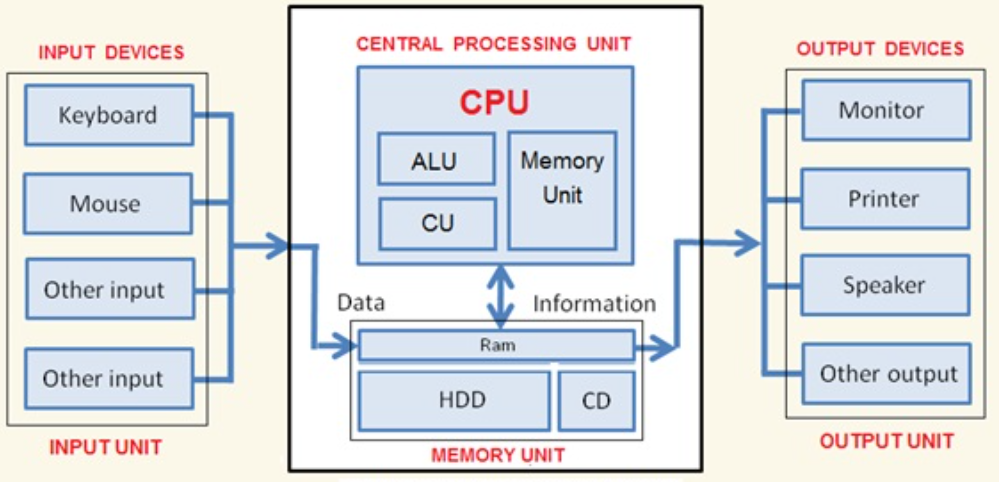 INPUT DEVICES
Keyboard
Mouse
Other input
Other input
INPUT UNIT
CENTRAL PROCESSING UNIT
CPU
ALU
CU
Memory
Unit
Data
Information
Ram
HDD
CD
MEMORY UNIT
OUTPUT DEVICES
Monitor
Printer
Speaker
Other output
OUTPUT UNIT